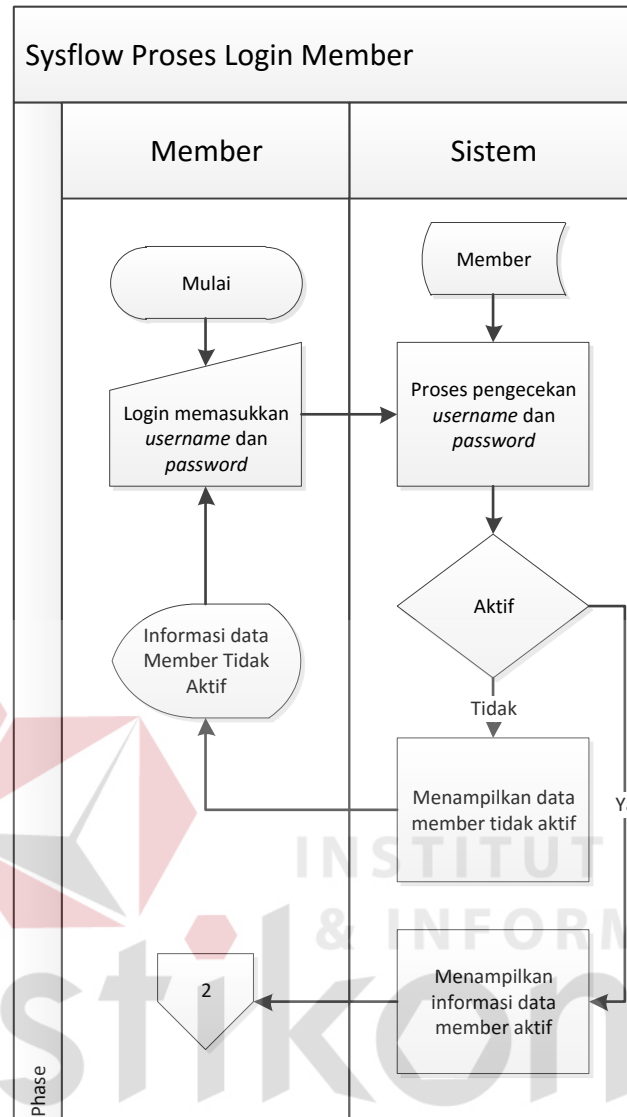 Sysflow Proses Login Member
Member
Sistem
Mulai
Member
Login memasukkan
username dan
password
Proses pengecekan
username dan
password
Aktif
Informasi data
Member Tidak
Aktif
Tidak
Menampilkan data
member tidak aktif
Ya
2
Menampilkan
informasi data
member aktif
Phase
INSTITUT
& INFORM
stikom